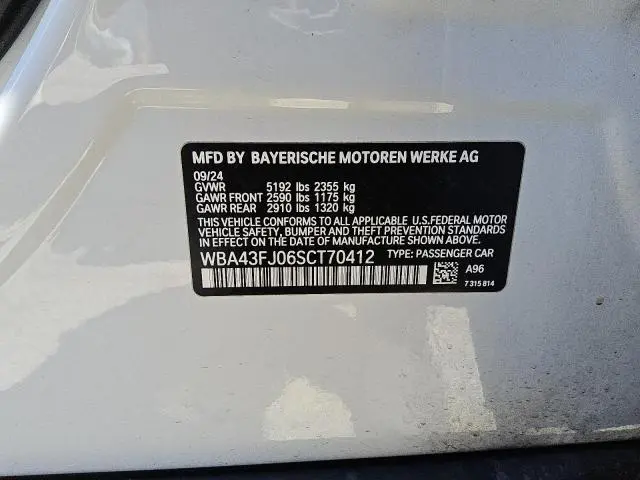 MFD BY BAYERISCHE MOTOREN WERKE AG
09/24
GVWR 5192 lbs 2355 kg
GAWR FRONT 2590 lbs 1175 kg
GAWR REAR 2910 lbs 1320 kg
THIS VEHICLE CONFORMS TO ALL APPLICABLE U.S.FEDERAL MOTOR
VEHICLE SAFETY, BUMPER, AND THEFT PREVENTION STANDARDS
IN EFFECT ON THE DATE OF MANUFACTURE SHOWN ABOVE.
WBA43FJ06SCT70412 TYPE: PASSENGER CAR
A96
7 315 814